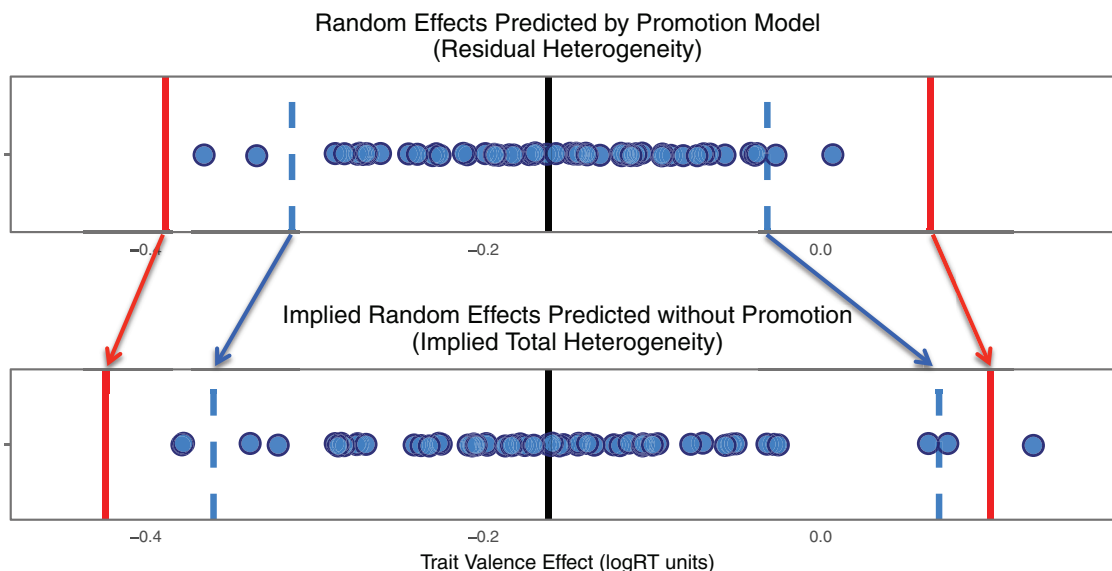 Random Effects Predicted by Promotion Model
(Residual Heterogeneity)
−0.4 −0.2 0.0
Implied Random Effects Predicted without Promotion
(Implied Total Heterogeneity)
−0.4 −0.2 0.0
Trait Valence Effect (logRT units)